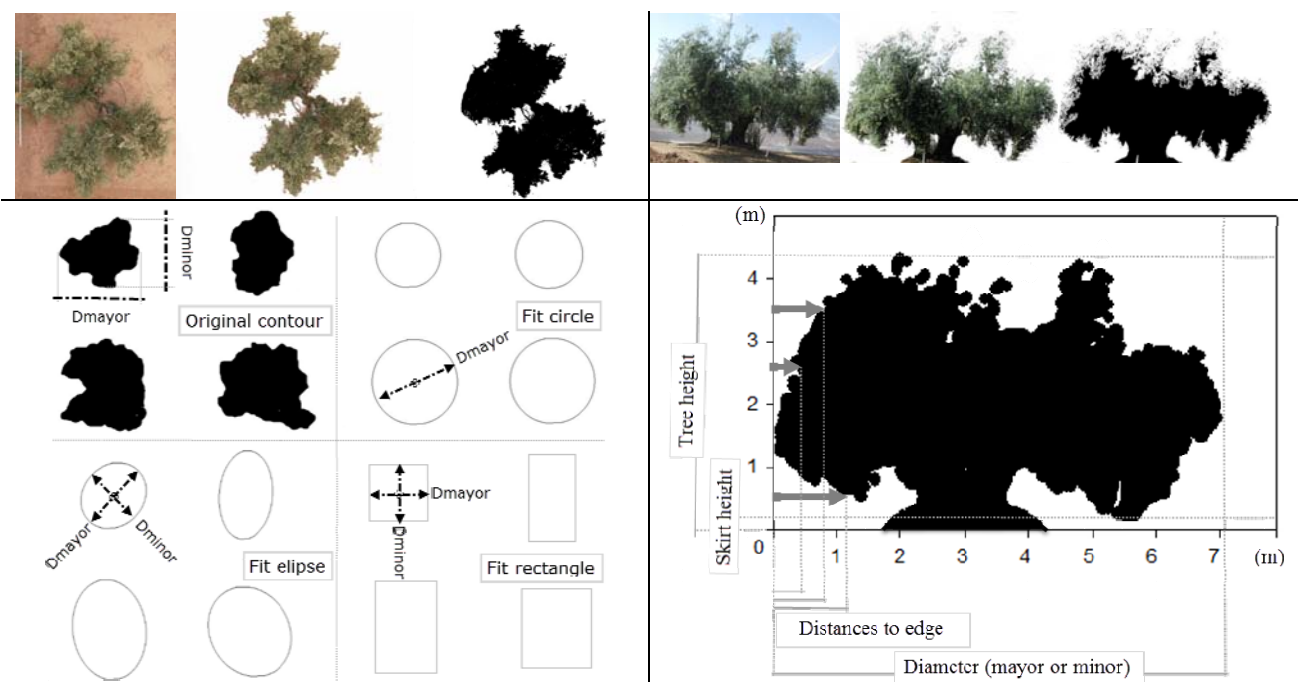 Dminor
Dmayor
Original contour
Fit circle
Dmayor
Dmayor
Dminor
Fit elipse
Dmayor
Dminor
Fit rectangle
(m)
4
3
2
1
0
Tree height
Skirt height
1 2 3 4 5 6 7 (m)
Distances to edge
Diameter (mayor or minor)